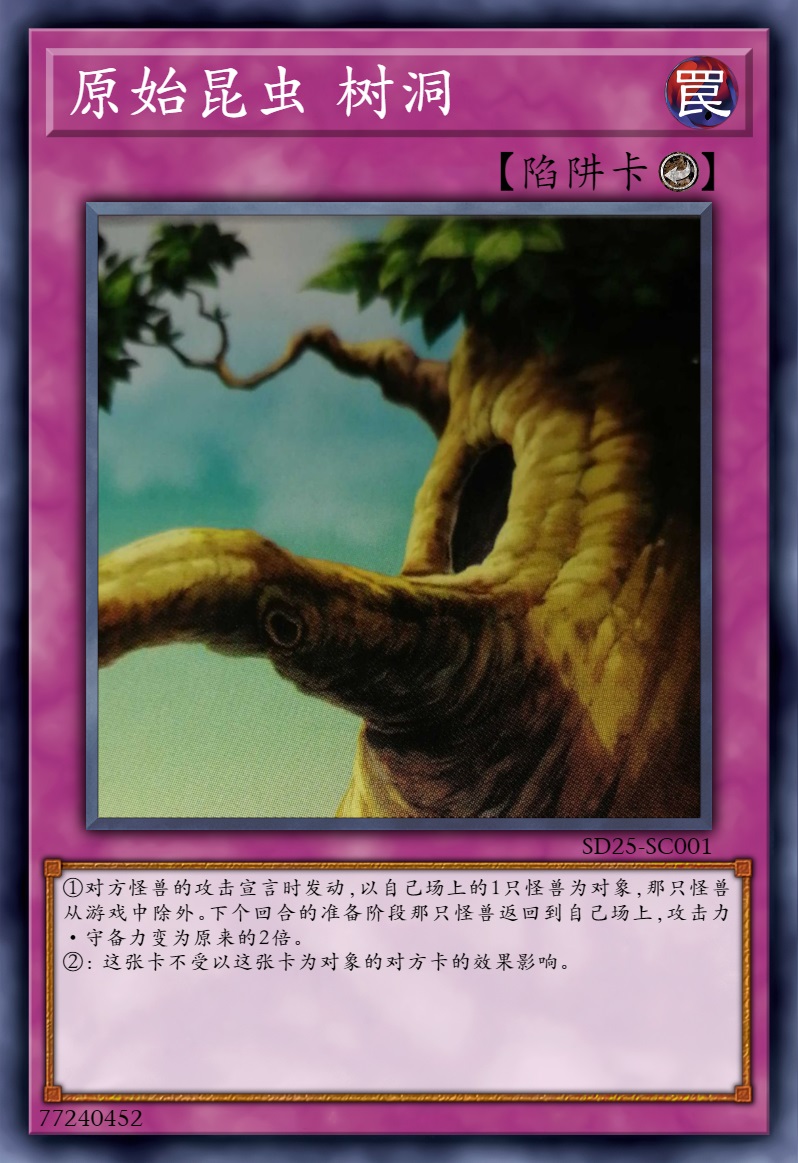 原始昆虫 树洞
罠
【陷阱卡】
SD25-SC001
①对方怪兽的攻击宣言时发动,以自己场上的1只怪兽为对象,那只怪兽
从游戏中除外。下个回合的准备阶段那只怪兽返回到自己场上,攻击力
·守备力变为原来的2倍。
②:这张卡不受以这张卡为对象的对方卡的效果影响。
77240452